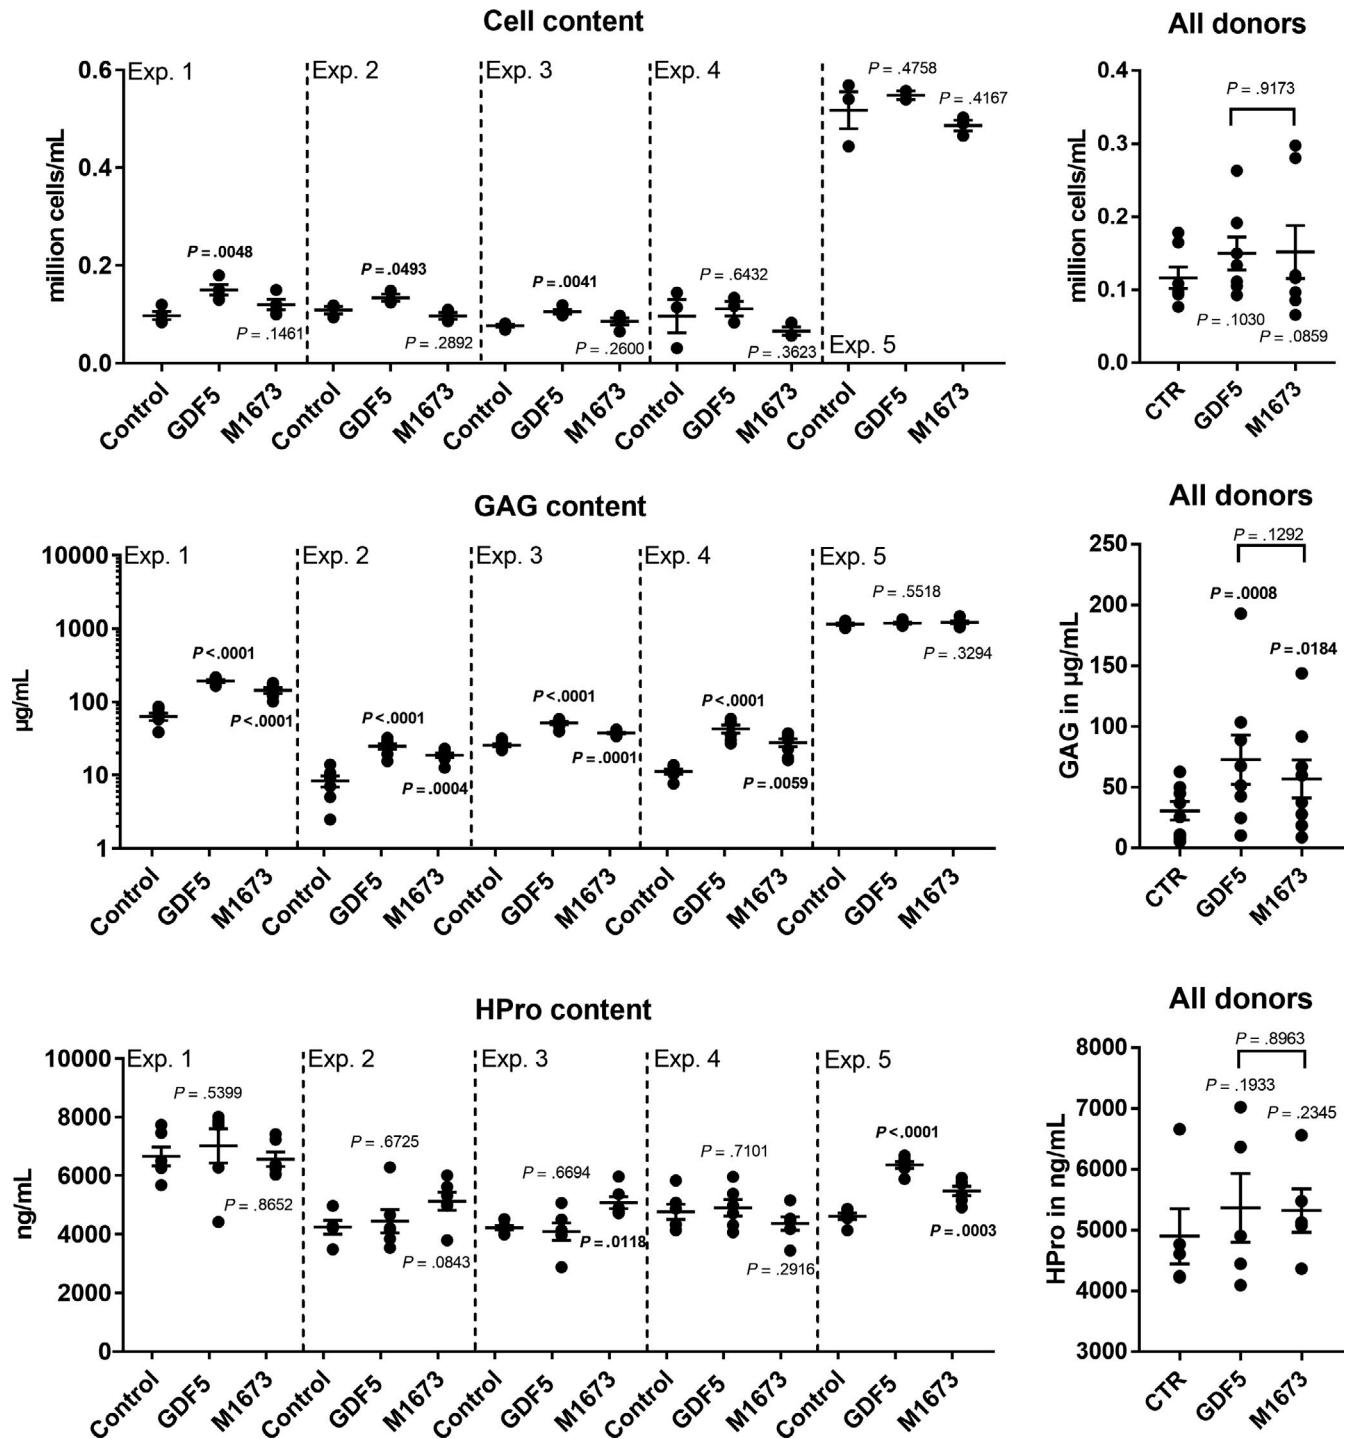 Cell content
All donors
million cells/mL
0.6
0.4
0.2
0.0
Exp. 1
Exp. 2
Exp. 3
Exp. 4
Exp. 5
P = .0048
P = .1461
P = .0493
P = .2892
P = .0041
P = .2600
P = .6432
P = .3623
P = .4758
P = .4167
Control
GDF5
M1673
Control
GDF5
M1673
Control
GDF5
M1673
Control
GDF5
M1673
Control
GDF5
M1673
million cells/mL
0.4
0.3
0.2
0.1
0.0
P = .9173
P = .1030
P = .0859
CTR
GDF5
M1673
GAG content
All donors
µg/mL
10000
1000
100
10
1
Exp. 1
Exp. 2
Exp. 3
Exp. 4
Exp. 5
P < .0001
P < .0001
P < .0001
P = .0004
P < .0001
P = .0001
P < .0001
P = .0059
P = .5518
P = .3294
Control
GDF5
M1673
Control
GDF5
M1673
Control
GDF5
M1673
Control
GDF5
M1673
Control
GDF5
M1673
GAG in µg/mL
250
200
150
100
50
0
P = .1292
P = .0008
P = .0184
CTR
GDF5
M1673
HPro content
All donors
ng/mL
10000
8000
6000
4000
2000
0
Exp. 1
Exp. 2
Exp. 3
Exp. 4
Exp. 5
P = .5399
P = .8652
P = .6725
P = .0843
P = .6694
P = .0118
P = .7101
P = .2916
P < .0001
P = .0003
Control
GDF5
M1673
Control
GDF5
M1673
Control
GDF5
M1673
Control
GDF5
M1673
Control
GDF5
M1673
HPro in ng/mL
8000
7000
6000
5000
4000
3000
P = .8963
P = .1933
P = .2345
CTR
GDF5
M1673